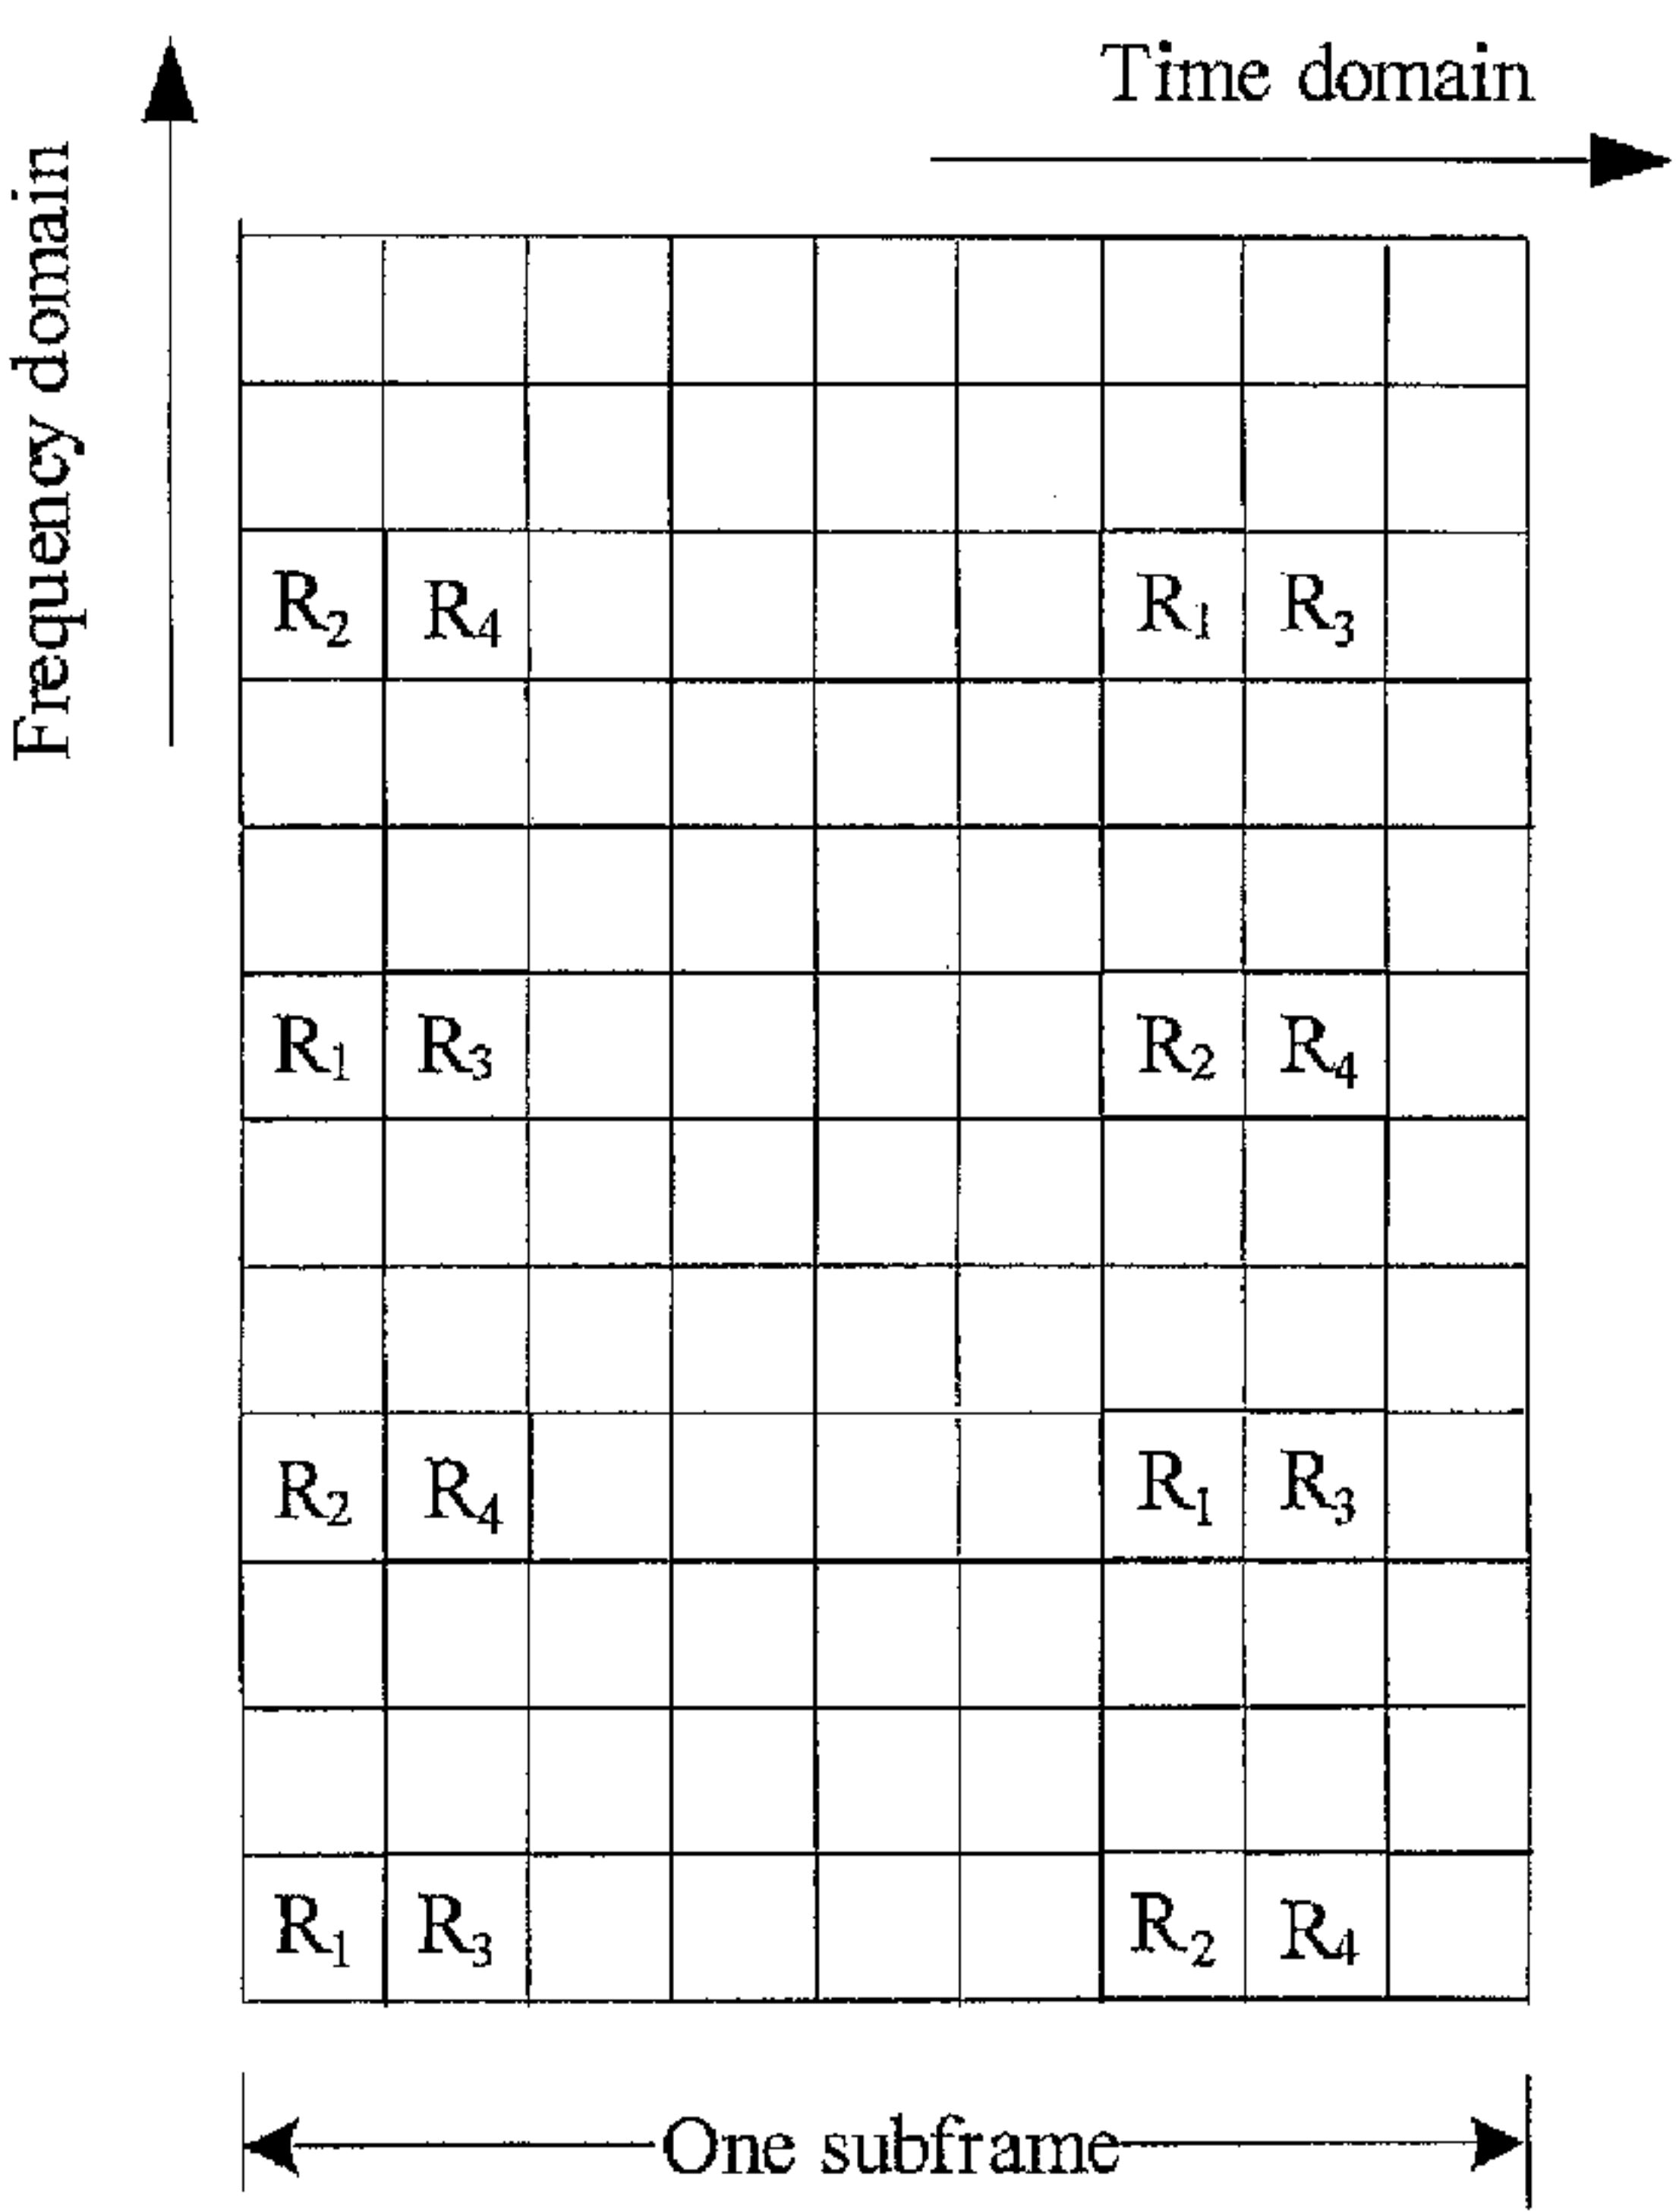 Time domain
Frequency domain
R₂ R₄ R₁ R₃
R₁ R₃ R₂ R₄
R₂ R₄ R₁ R₃
R₁ R₃ R₂ R₄
One subframe